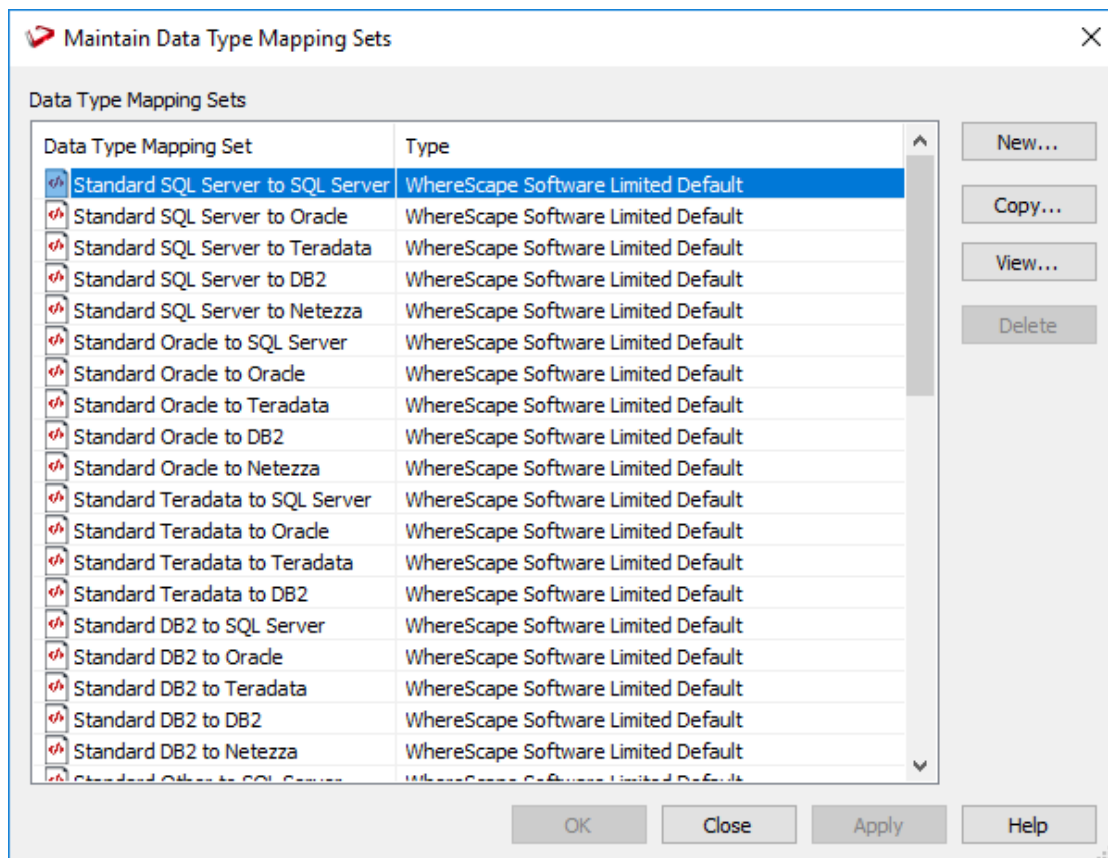 Maintain Data Type Mapping Sets
Data Type Mapping Sets
Data Type Mapping Set Type
Standard SQL Server to SQL Server WhereScape Software Limited Default
Standard SQL Server to Oracle WhereScape Software Limited Default
Standard SQL Server to Teradata WhereScape Software Limited Default
Standard SQL Server to DB2 WhereScape Software Limited Default
Standard SQL Server to Netezza WhereScape Software Limited Default
Standard Oracle to SQL Server WhereScape Software Limited Default
Standard Oracle to Oracle WhereScape Software Limited Default
Standard Oracle to Teradata WhereScape Software Limited Default
Standard Oracle to DB2 WhereScape Software Limited Default
Standard Oracle to Netezza WhereScape Software Limited Default
Standard Teradata to SQL Server WhereScape Software Limited Default
Standard Teradata to Oracle WhereScape Software Limited Default
Standard Teradata to Teradata WhereScape Software Limited Default
Standard Teradata to DB2 WhereScape Software Limited Default
Standard DB2 to SQL Server WhereScape Software Limited Default
Standard DB2 to Oracle WhereScape Software Limited Default
Standard DB2 to Teradata WhereScape Software Limited Default
Standard DB2 to DB2 WhereScape Software Limited Default
Standard DB2 to Netezza WhereScape Software Limited Default
Standard Other to SQL Server WhereScape Software Limited Default
New...
Copy...
View...
Delete
OK Close Apply Help